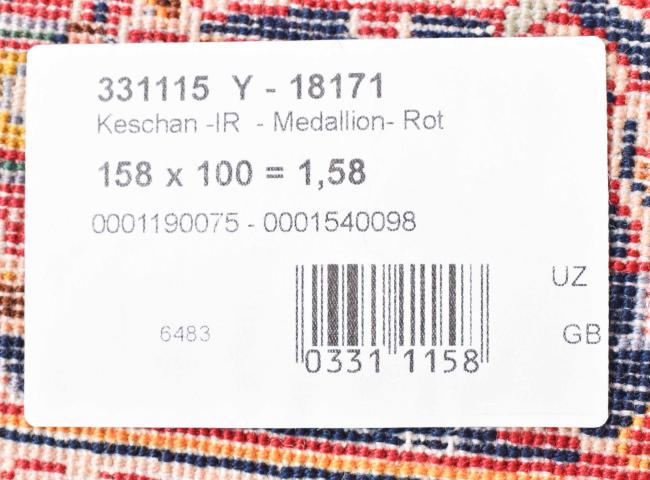 331115 Y - 18171
Keschan -IR - Medallion- Rot
158 x 100 = 1,58
0001190075 - 0001540098
UZ
6483
GB
0331 1158